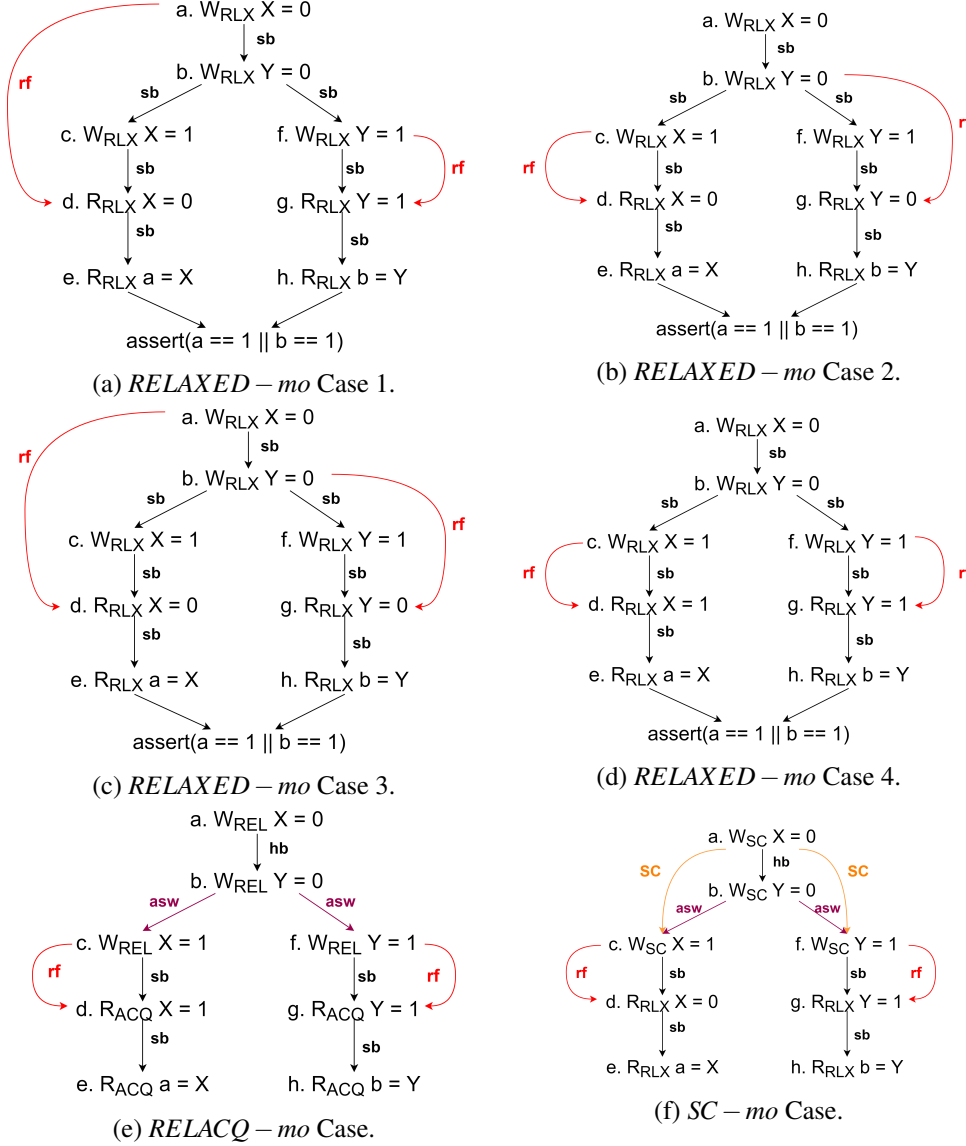 a. WRLX X = 0
sb
rf
b. WRLX Y = 0
sb
sb
c. WRLX X = 1
f. WRLX Y = 1
sb
sb
rf
d. RRLX X = 0
g. RRLX Y = 1
sb
sb
e. RRLX a = X
h. RRLX b = Y
assert(a == 1 || b == 1)
(a) RELAXED − mo Case 1.
a. WRLX X = 0
sb
b. WRLX Y = 0
sb
sb
c. WRLX X = 1
f. WRLX Y = 1
rf
sb
sb
d. RRLX X = 0
g. RRLX Y = 0
sb
sb
e. RRLX a = X
h. RRLX b = Y
assert(a == 1 || b == 1)
(b) RELAXED − mo Case 2.
a. WRLX X = 0
rf
sb
b. WRLX Y = 0
sb
sb
rf
c. WRLX X = 1
f. WRLX Y = 1
sb
sb
d. RRLX X = 0
g. RRLX Y = 0
sb
sb
e. RRLX a = X
h. RRLX b = Y
assert(a == 1 || b == 1)
(c) RELAXED − mo Case 3.
a. WRLX X = 0
sb
b. WRLX Y = 0
sb
sb
c. WRLX X = 1
f. WRLX Y = 1
rf
sb
sb
d. RRLX X = 1
g. RRLX Y = 1
sb
sb
e. RRLX a = X
h. RRLX b = Y
assert(a == 1 || b == 1)
(d) RELAXED − mo Case 4.
a. WREL X = 0
hb
b. WREL Y = 0
asw
asw
c. WREL X = 1
f. WREL Y = 1
rf
sb
sb
rf
d. RACQ X = 1
g. RACQ Y = 1
sb
sb
e. RACQ a = X
h. RACQ b = Y
(e) RELACQ − mo Case.
a. WSC X = 0
SC
hb
SC
b. WSC Y = 0
asw
asw
c. WSC X = 1
f. WSC Y = 1
rf
sb
sb
rf
d. RRLX X = 0
g. RRLX Y = 1
sb
sb
e. RRLX a = X
h. RRLX b = Y
(f) SC − mo Case.